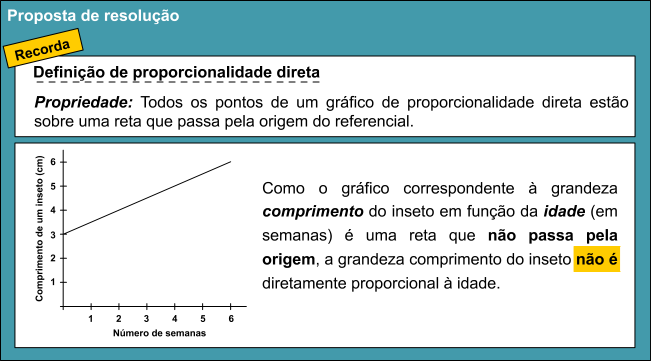 Proposta de resolução
Recorda
Definição de proporcionalidade direta
Propriedade: Todos os pontos de um gráfico de proporcionalidade direta estão
sobre uma reta que passa pela origem do referencial.
Comprimento de um inseto (cm)
6
5
4
3
2
1
1 2 3 4 5 6
Número de semanas
Como o gráfico correspondente à grandeza
comprimento do inseto em função da idade (em
semanas) é uma reta que não passa pela
origem, a grandeza comprimento do inseto não é
diretamente proporcional à idade.